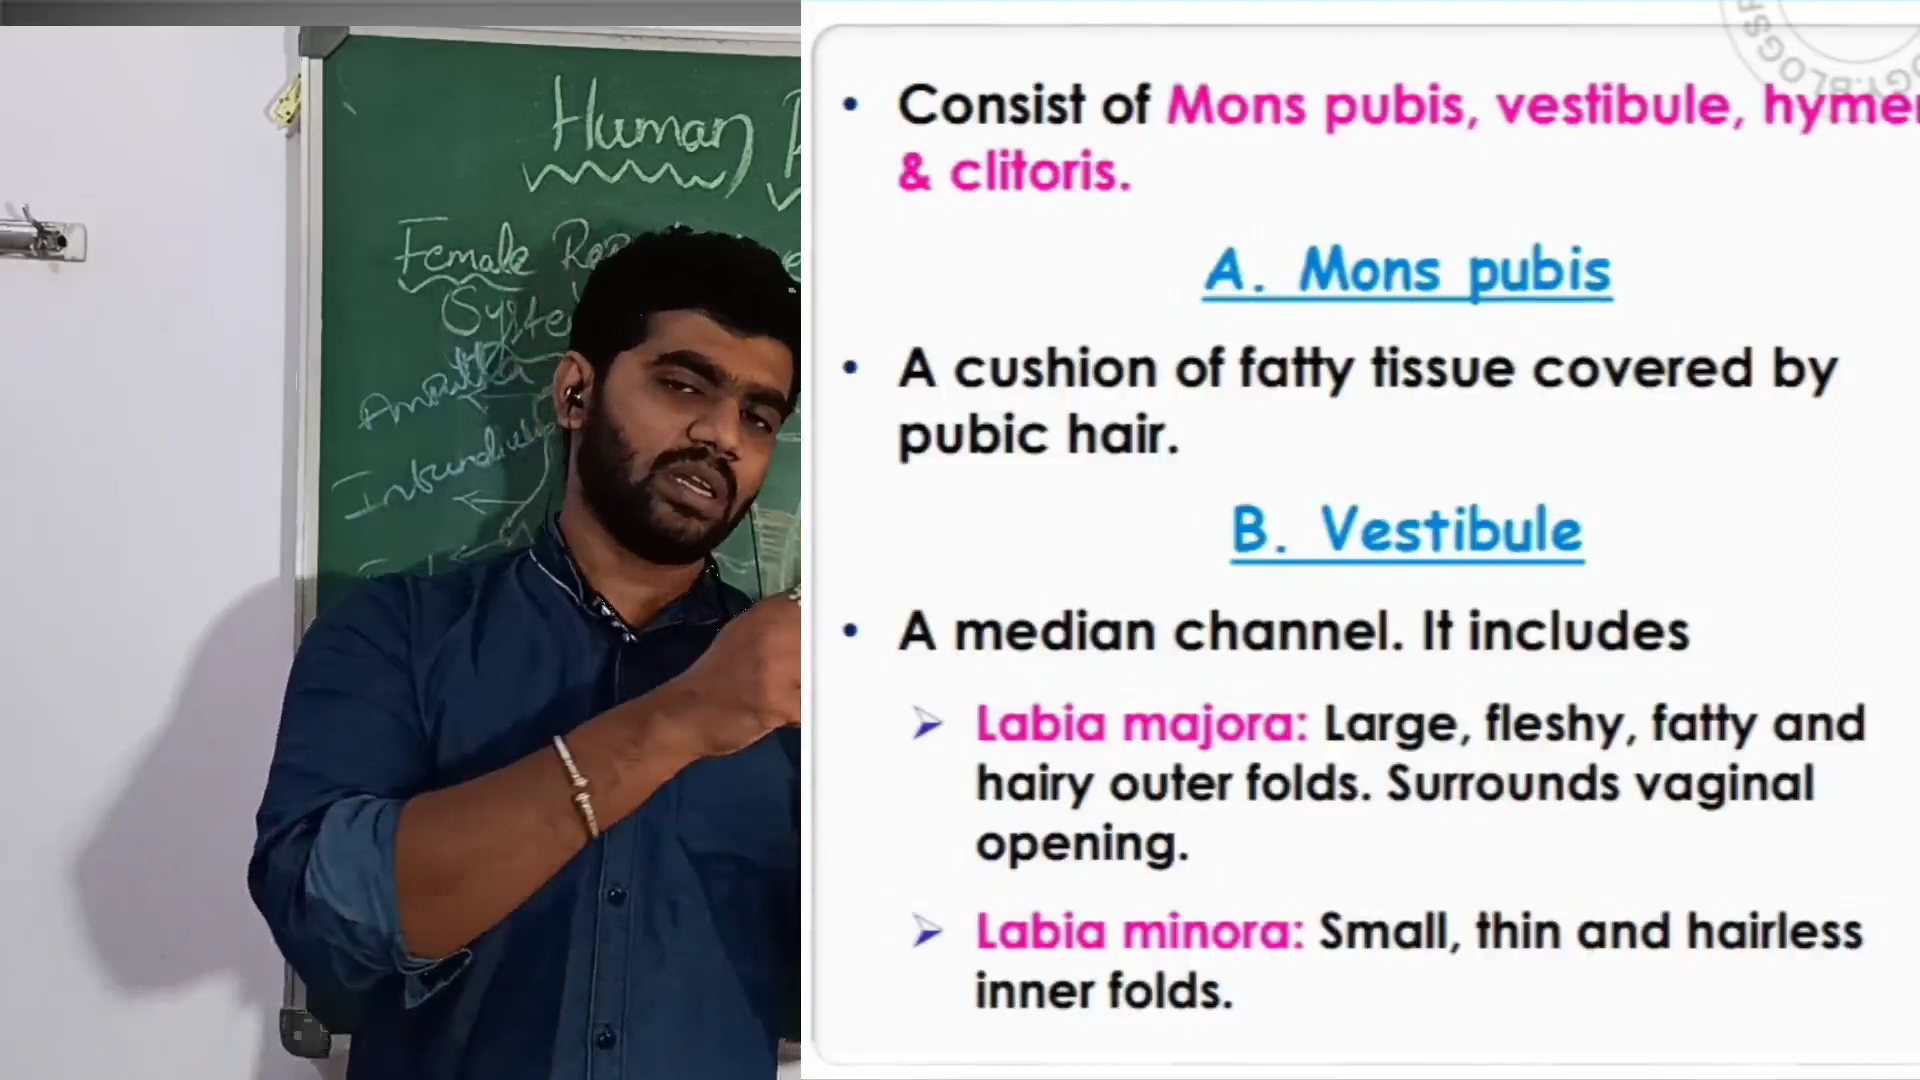 Human
Female
System
Consist of Mons pubis, vestibule, hymen
& clitoris.
A. Mons pubis
A cushion of fatty tissue covered by
pubic hair.
B. Vestibule
A median channel. It includes
Labia majora: Large, fleshy, fatty and
hairy outer folds. Surrounds vaginal
opening.
Labia minora: Small, thin and hairless
inner folds.